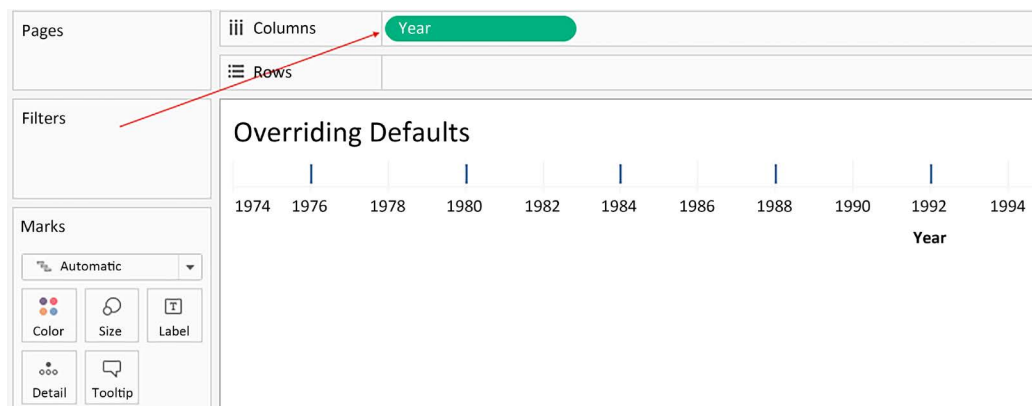 Pages
Columns
Year
Rows
Filters
Overriding Defaults
1974 1976 1978 1980 1982 1984 1986 1988 1990 1992 1994
Year
Marks
Automatic
Color Size T Label
Detail Tooltip